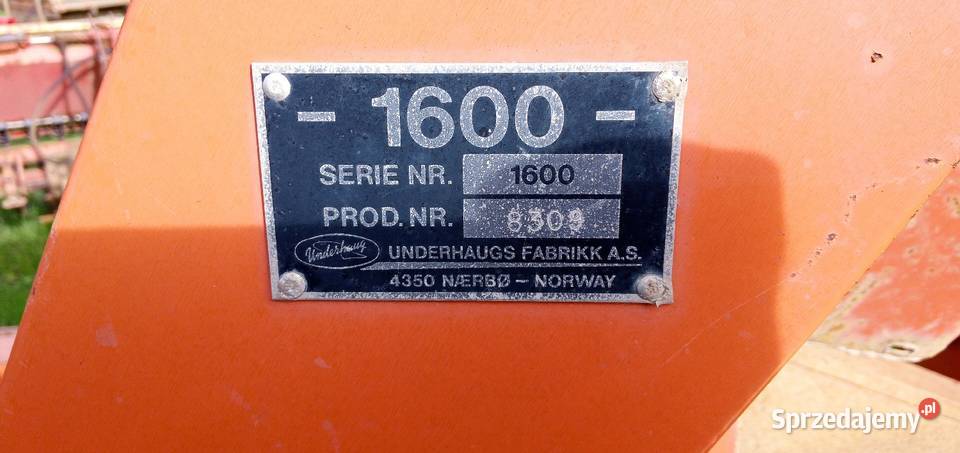 - 1600 -
SERIE NR. 1600
PROD. NR. 8309
Underhaug UNDERHAUGS FABRIKK A.S.
4350 NÆRBØ - NORWAY
Sprzedajemy.pl